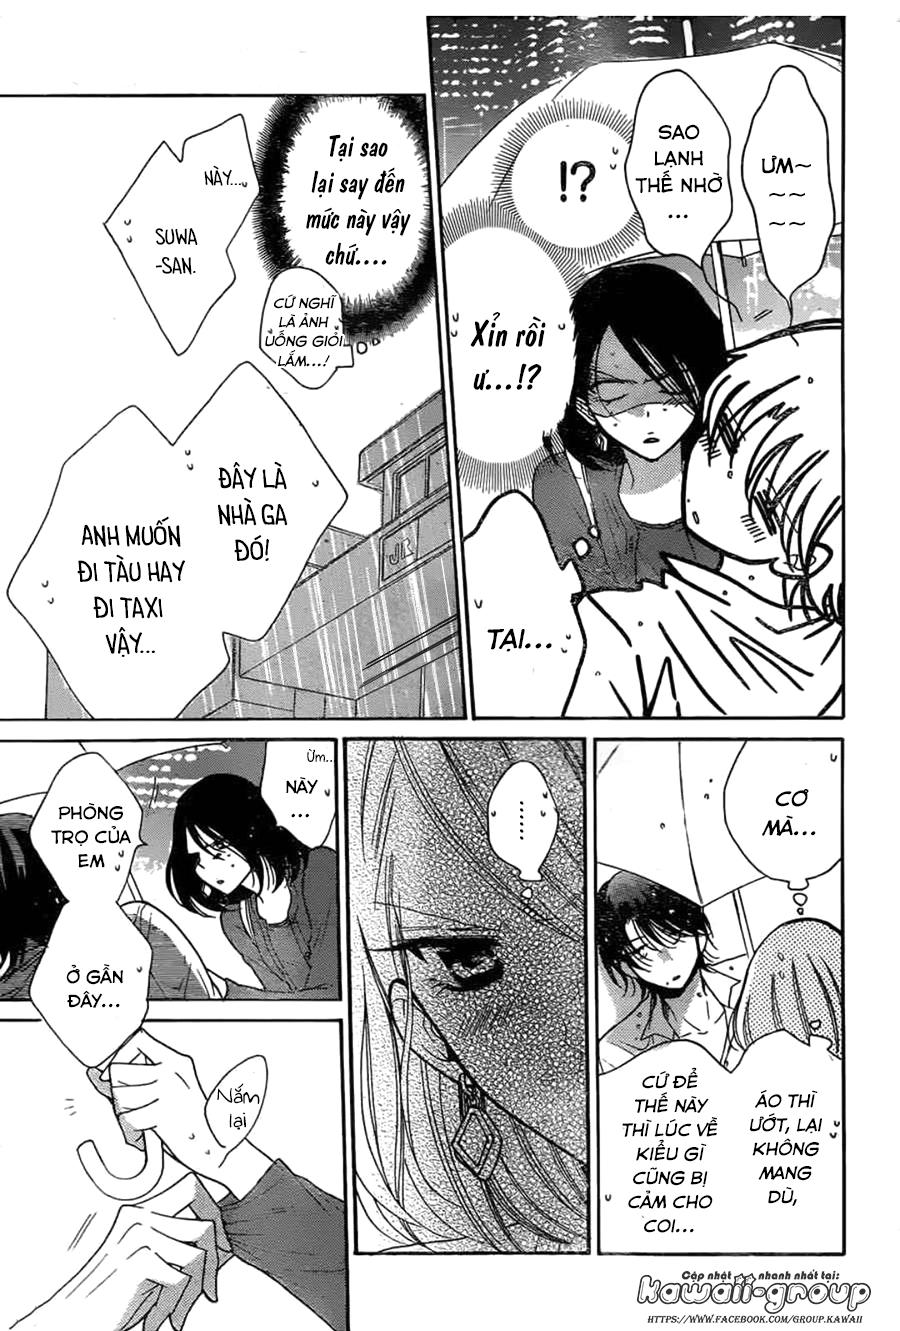 ƯM~
~ ~
~ ~
SAO
LẠNH
THẾ NHỜ
...
!?
Xỉn rồi
ư...!?
TẠI...
Tại sao
lại say đến
mức này vậy
chứ....
CỨ NGHĨ
LÀ ẢNH
UỐNG GIỎI
LẮM...!
NÀY...
SUWA
-SAN.
ĐÂY LÀ
NHÀ GA
ĐÓ!
ANH MUỐN
ĐI TÀU HAY
ĐI TAXI
VẬY...
JR
CƠ
MÀ...
ÁO THÌ
ƯỚT, LẠI
KHÔNG
MANG
DÙ,
CỨ ĐỂ
THẾ NÀY
THÌ LÚC VỀ
KIỂU GÌ
CŨNG BỊ
CẢM CHO
COI...
......
Ừm...
NÀY
...
PHÒNG
TRỌ CỦA
EM
Ở GẦN
ĐÂY...
Nắm
lại
Cập nhật nhanh nhất tại:
kawaii-group
HTTPS://WWW.FACEBOOK.COM/GROUP.KAWAII